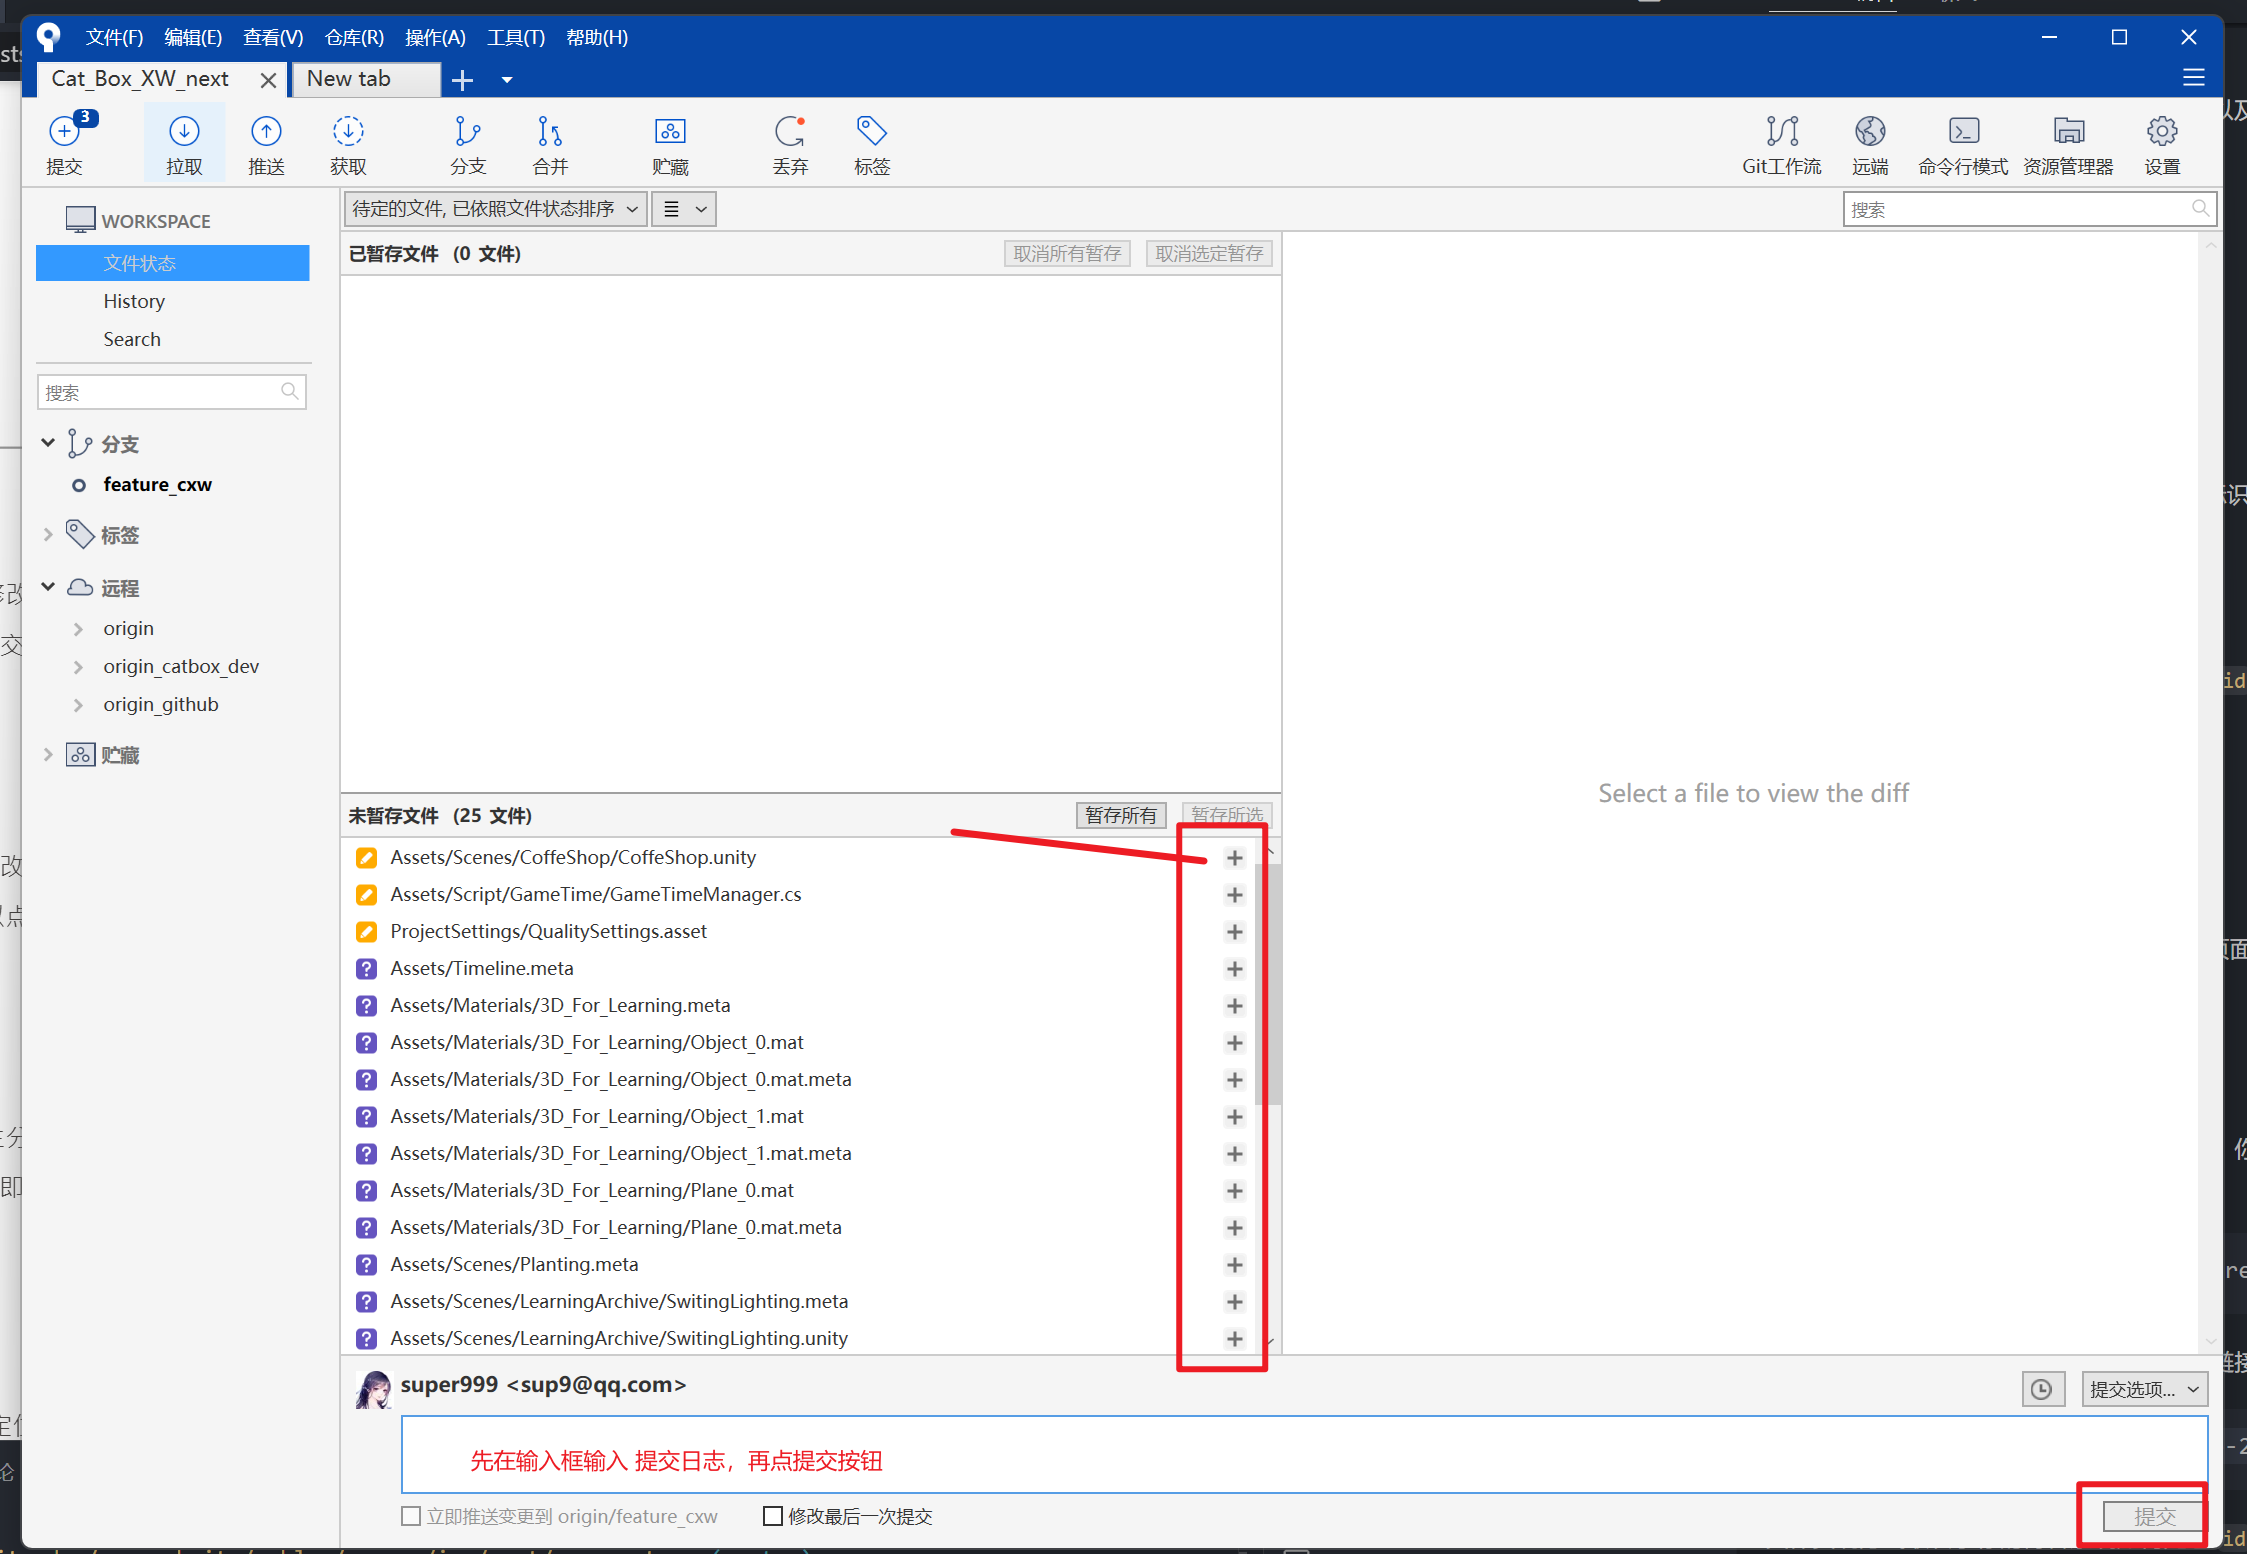 文件(F) 编辑(E) 查看(V) 仓库(R) 操作(A) 工具(T) 帮助(H)
Cat_Box_XW_next New tab
3
提交 拉取 推送 获取 分支 合并 贮藏 丢弃 标签 Git工作流 远端 命令行模式 资源管理器 设置
WORKSPACE
文件状态
History
Search
搜索
分支
feature_cxw
标签
远程
origin
origin_catbox_dev
origin_github
贮藏
待定的文件, 已依照文件状态排序
搜索
已暂存文件 (0 文件) 取消所有暂存 取消选定暂存
Select a file to view the diff
未暂存文件 (25 文件) 暂存所有 暂存所选
Assets/Scenes/CoffeShop/CoffeShop.unity
Assets/Script/GameTime/GameTimeManager.cs
ProjectSettings/QualitySettings.asset
Assets/Timeline.meta
Assets/Materials/3D_For_Learning.meta
Assets/Materials/3D_For_Learning/Object_0.mat
Assets/Materials/3D_For_Learning/Object_0.mat.meta
Assets/Materials/3D_For_Learning/Object_1.mat
Assets/Materials/3D_For_Learning/Object_1.mat.meta
Assets/Materials/3D_For_Learning/Plane_0.mat
Assets/Materials/3D_For_Learning/Plane_0.mat.meta
Assets/Scenes/Planting.meta
Assets/Scenes/LearningArchive/SwitingLighting.meta
Assets/Scenes/LearningArchive/SwitingLighting.unity
super999 <sup9@qq.com>
提交选项...
先在输入框输入 提交日志，再点提交按钮
立即推送变更到 origin/feature_cxw 修改最后一次提交
提交